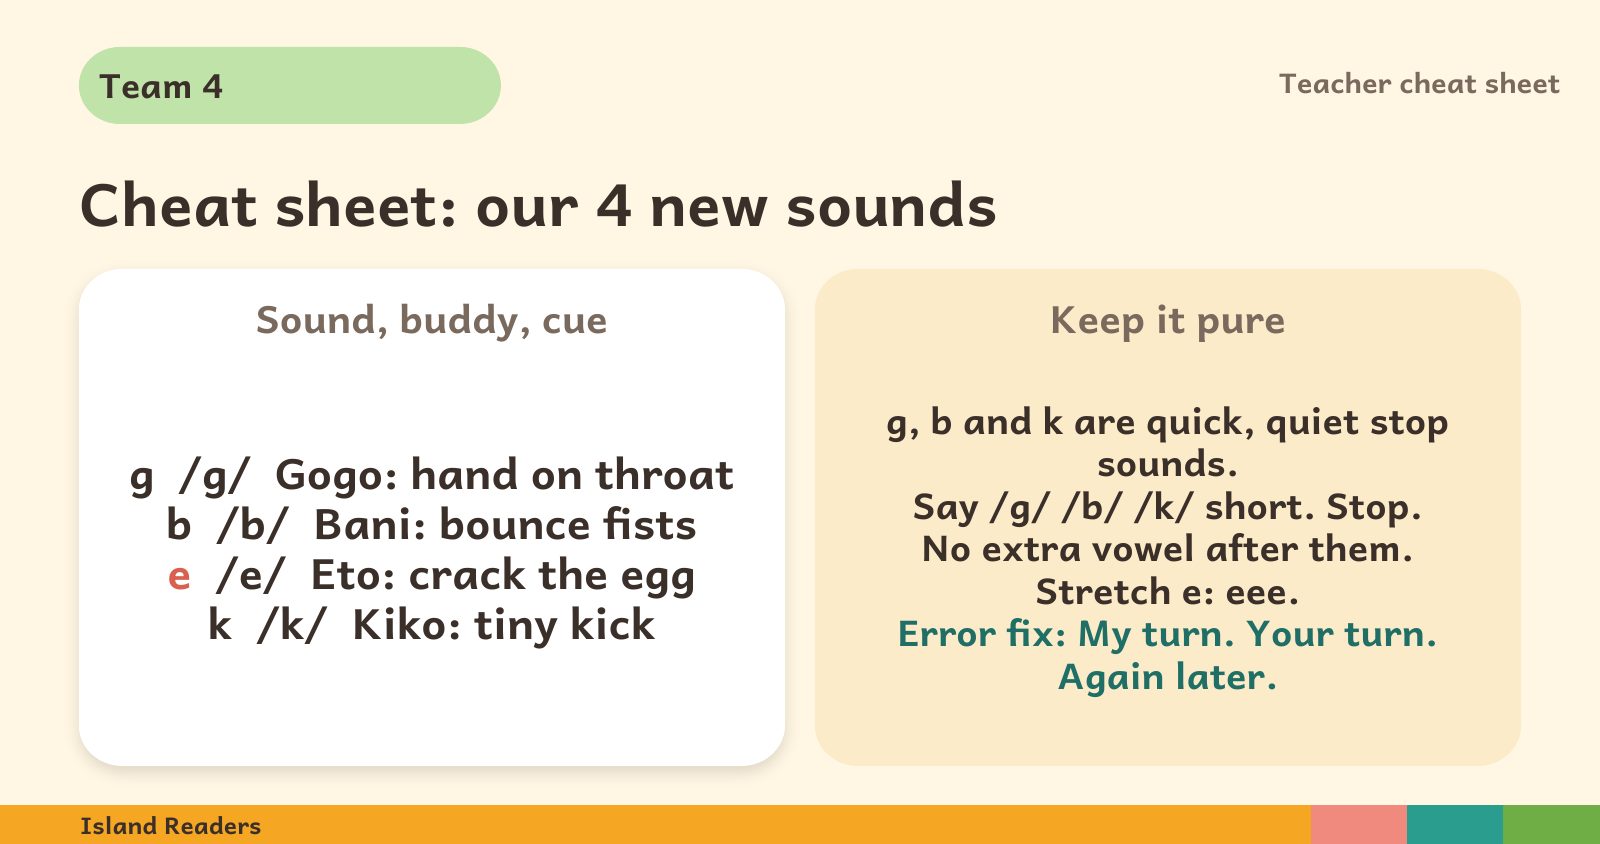 Team 4
Teacher cheat sheet
Cheat sheet: our 4 new sounds
Sound, buddy, cue
g /g/ Gogo: hand on throat
b /b/ Bani: bounce fists
e /e/ Eto: crack the egg
k /k/ Kiko: tiny kick
Keep it pure
g, b and k are quick, quiet stop
sounds.
Say /g/ /b/ /k/ short. Stop.
No extra vowel after them.
Stretch e: eee.
Error fix: My turn. Your turn.
Again later.
Island Readers